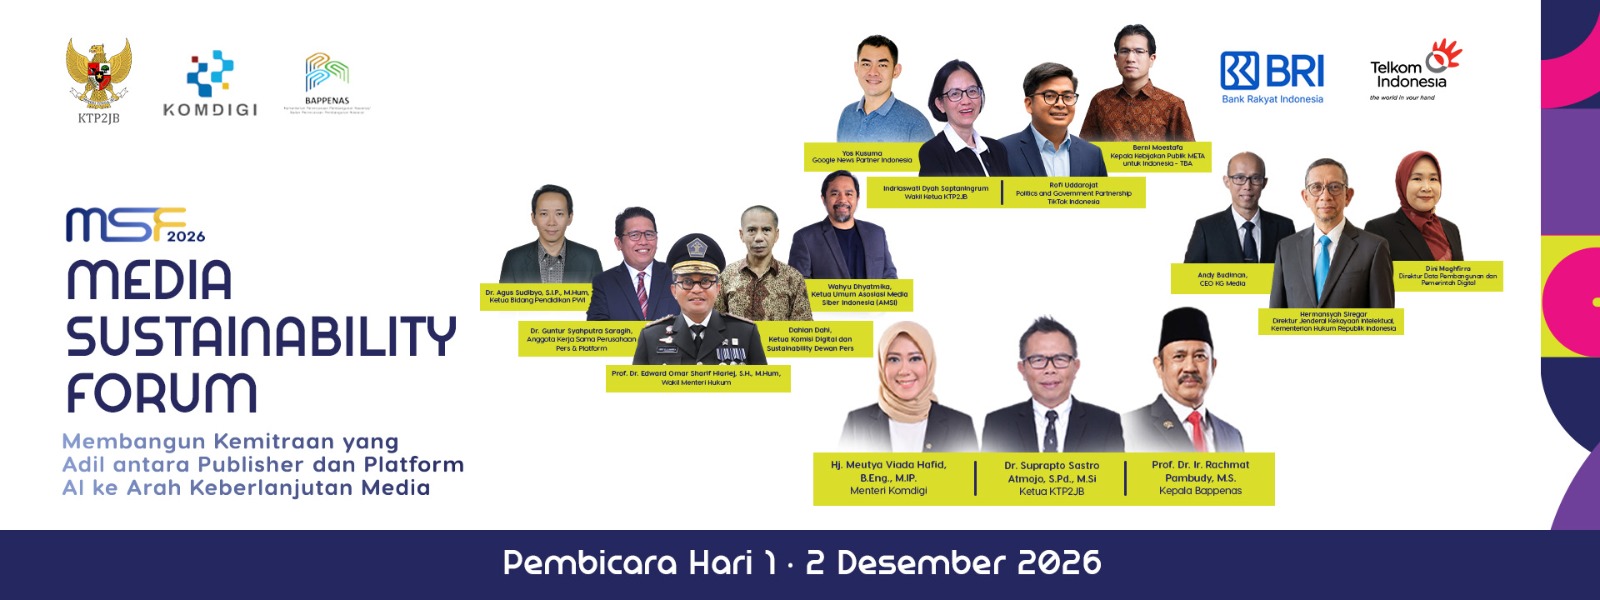 KTP2JB
KOMDIGI
BAPPENAS
MSF 2026
MEDIA
SUSTAINABILITY
FORUM
Membangun Kemitraan yang
Adil antara Publisher dan Platform
AI ke Arah Keberlanjutan Media
Dr. Agus Sudibyo, S.I.P., M.Hum,
Ketua Bidang Pendidikan PWI
Dr. Guntur Syahputra Saragih,
Anggota Kerja Sama Perusahaan
Pers & Platform
Prof. Dr. Edward Omar Sharif Hiariej, S.H., M.Hum,
Wakil Menteri Hukum
Dahlan Dahi,
Ketua Komisi Digital dan
Sustainability Dewan Pers
Wahyu Dhyatmika,
Ketua Umum Asosiasi Media
Siber Indonesia (AMSI)
Yos Kusuma
Google News Partner Indonesia
Indriaswati Dyah Saptaningrum
Wakil Ketua KTP2JB
Rofi Uddarojat
Politics and Government Partnership
TikTok Indonesia
Berni Moestafa
Kepala Kebijakan Publik META
untuk Indonesia - TBA
BRI
Bank Rakyat Indonesia
Telkom
Indonesia
the world in your hand
Andy Budiman,
CEO KG Media
Hermansyah Siregar
Direktur Jenderal Kekayaan Intelektual,
Kementerian Hukum Republik Indonesia
Dini Maghfirra
Direktur Data Pembangunan dan
Pemerintah Digital
Hj. Meutya Viada Hafid,
B.Eng., M.IP.
Menteri Komdigi
Dr. Suprapto Sastro
Atmojo, S.Pd., M.Si
Ketua KTP2JB
Prof. Dr. Ir. Rachmat
Pambudy, M.S.
Kepala Bappenas
Pembicara Hari 1 · 2 Desember 2026